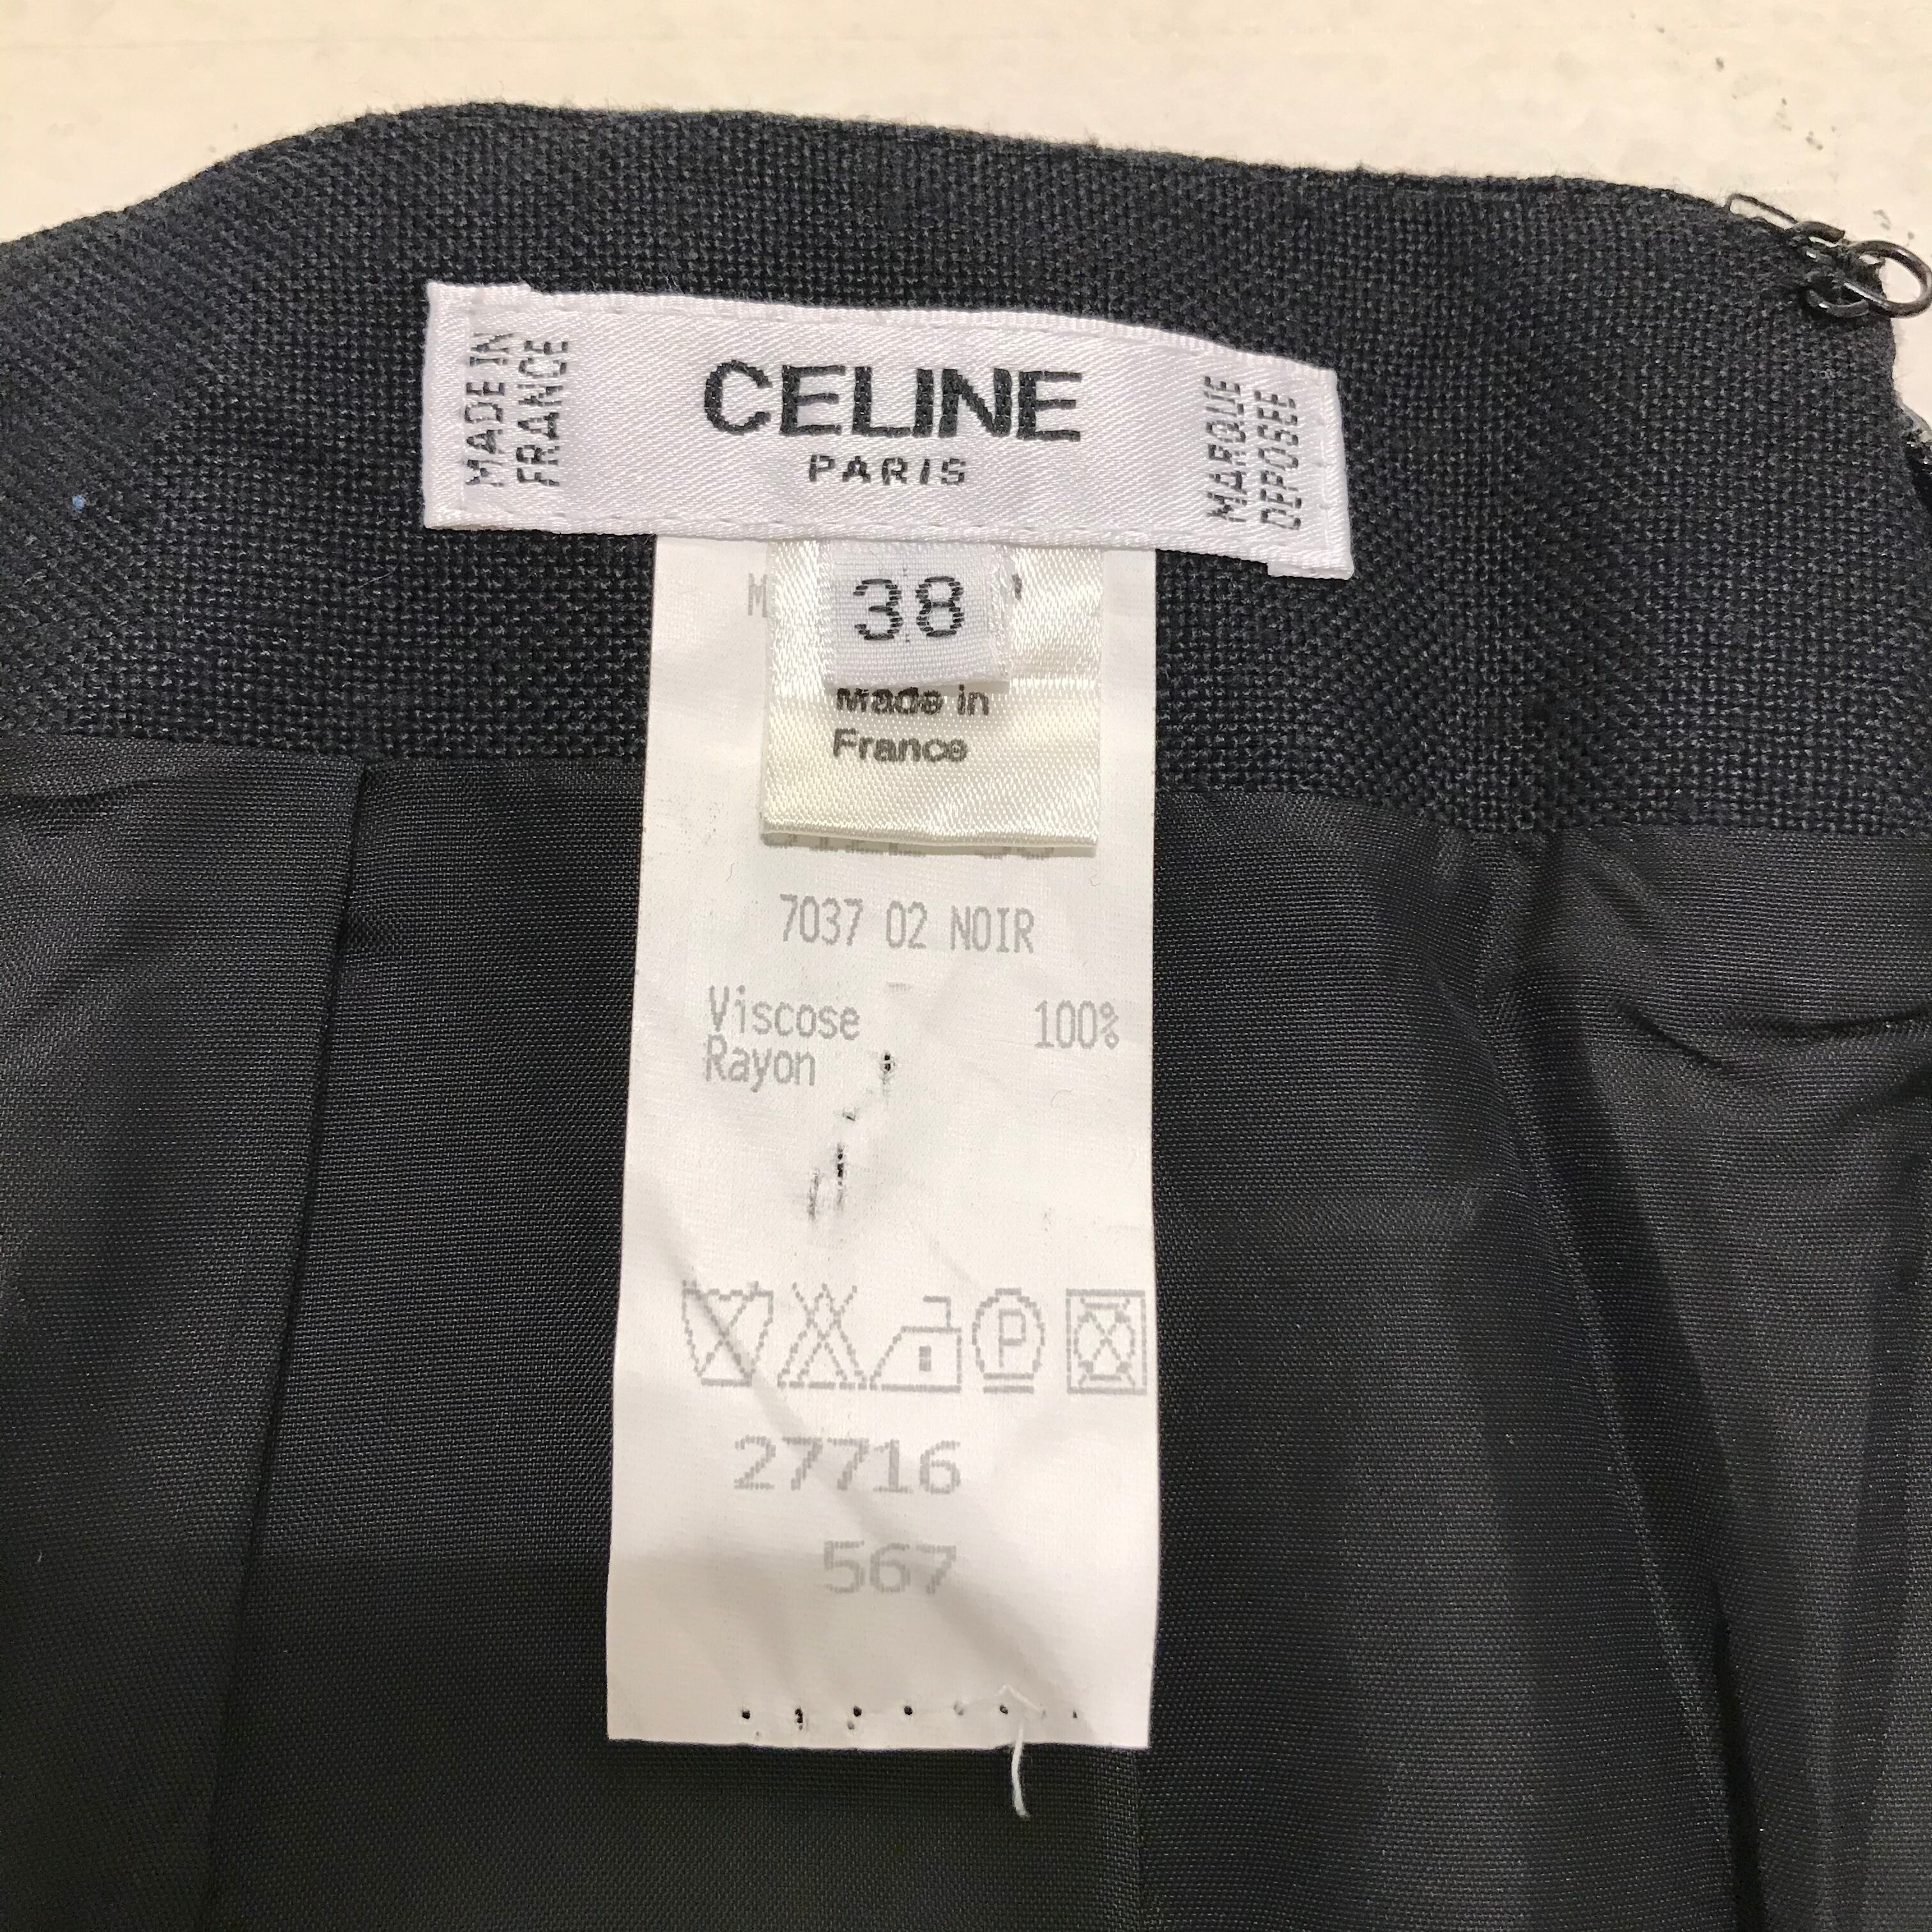 MADE IN
FRANCE
CELINE
PARIS
MARQUE
DEPOSEE
38
Made in
France
7037 02 NOIR
Viscose 100%
Rayon
P
27716
567